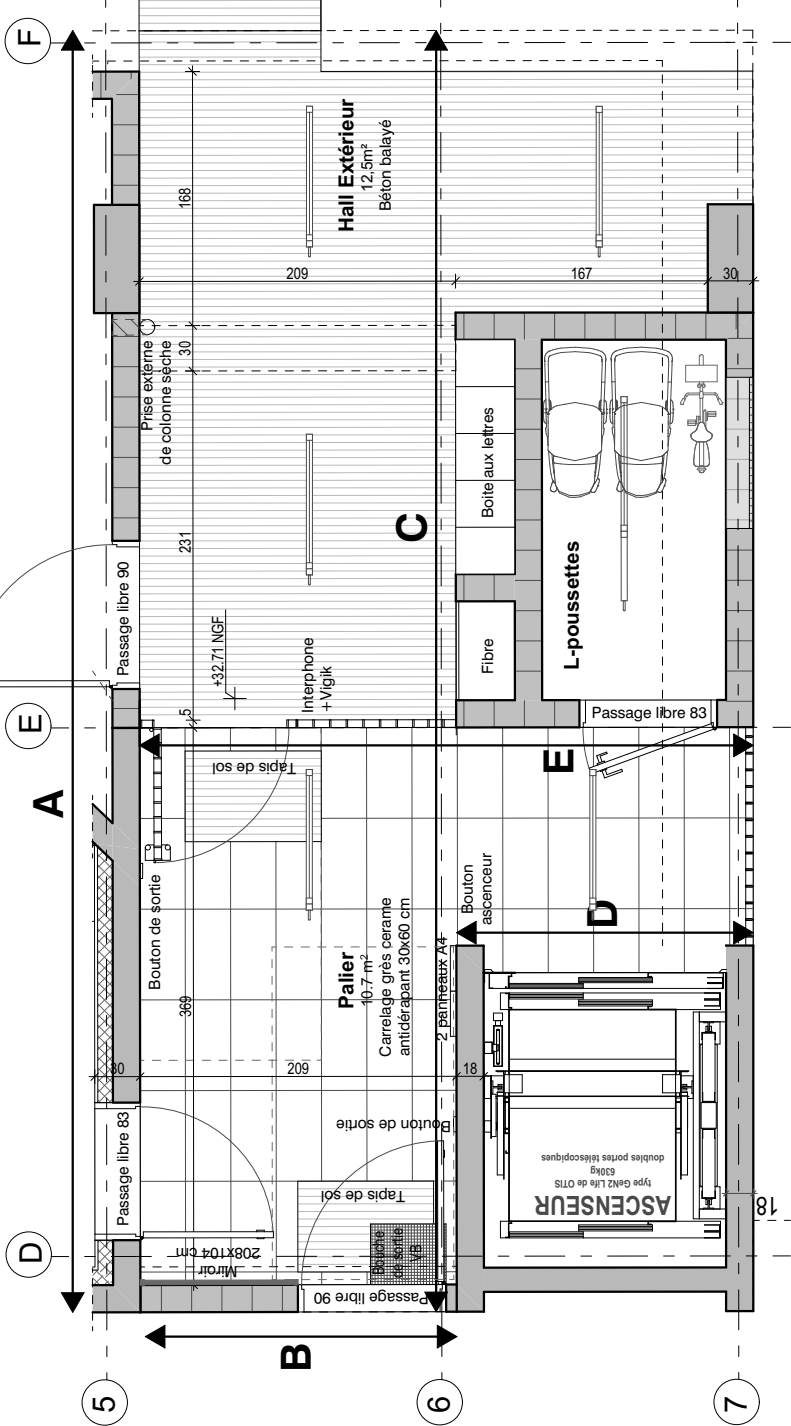 F
E
D
5
6
7
A
B
C
D
E
Hall Extérieur
12,5m²
Béton balayé
168
209
167
30
30
231
5
Prise externe
de colonne seche
Passage libre 90
+32.71 NGF
Interphone
+Vigik
Boite aux lettres
Fibre
L-poussettes
Passage libre 83
Tapis de sol
Bouton de sortie
Bouton
ascenceur
Palier
10.7 m²
Carrelage grès cerame
antidérapant 30x60 cm
2 panneaux A4
369
30
209
18
Passage libre 83
Bouton de sortie
Tapis de sol
Bouche
de sortie
VB
Miroir
208x104 cm
Passage libre 90
ASCENSEUR
type GeN2 Life de OTIS
630kg
doubles portes téléscopiques
18